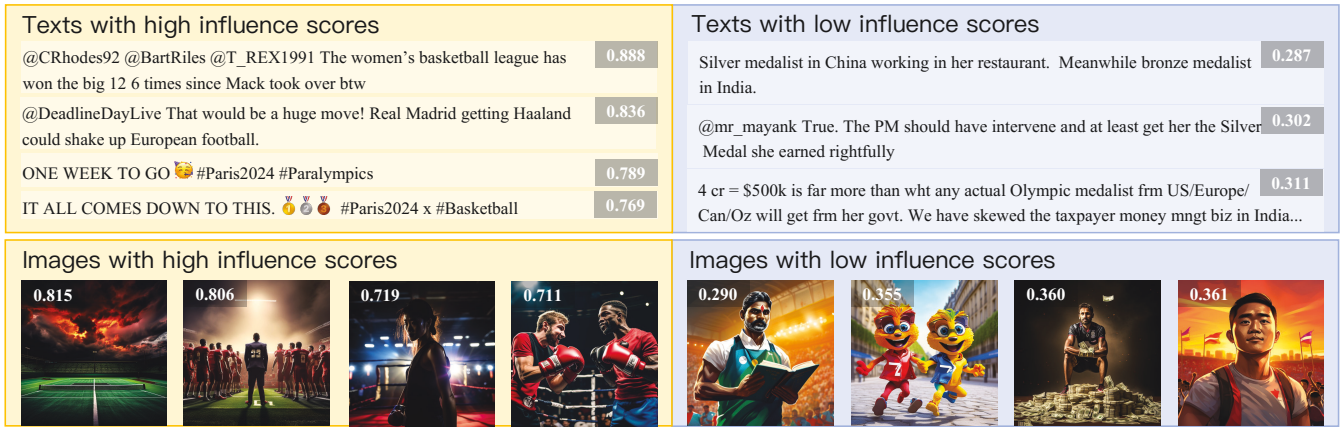 Texts with high influence scores
@CRhodes92 @BartRiles @T_REX1991 The women's basketball league has
0.888
won the big 12 6 times since Mack took over btw
@DeadlineDayLive That would be a huge move! Real Madrid getting Haaland
0.836
could shake up European football.
ONE WEEK TO GO 🥳 #Paris2024 #Paralympics
0.789
IT ALL COMES DOWN TO THIS. 🥇🥈🥉 #Paris2024 x #Basketball
0.769
Texts with low influence scores
Silver medalist in China working in her restaurant. Meanwhile bronze medalist
0.287
in India.
@mr_mayank True. The PM should have intervene and at least get her the Silver
0.302
Medal she earned rightfully
4 cr = $500k is far more than wht any actual Olympic medalist frm US/Europe/
0.311
Can/Oz will get frm her govt. We have skewed the taxpayer money mngt biz in India...
Images with high influence scores
0.815
0.806
0.719
0.711
Images with low influence scores
0.290
0.355
0.360
0.361